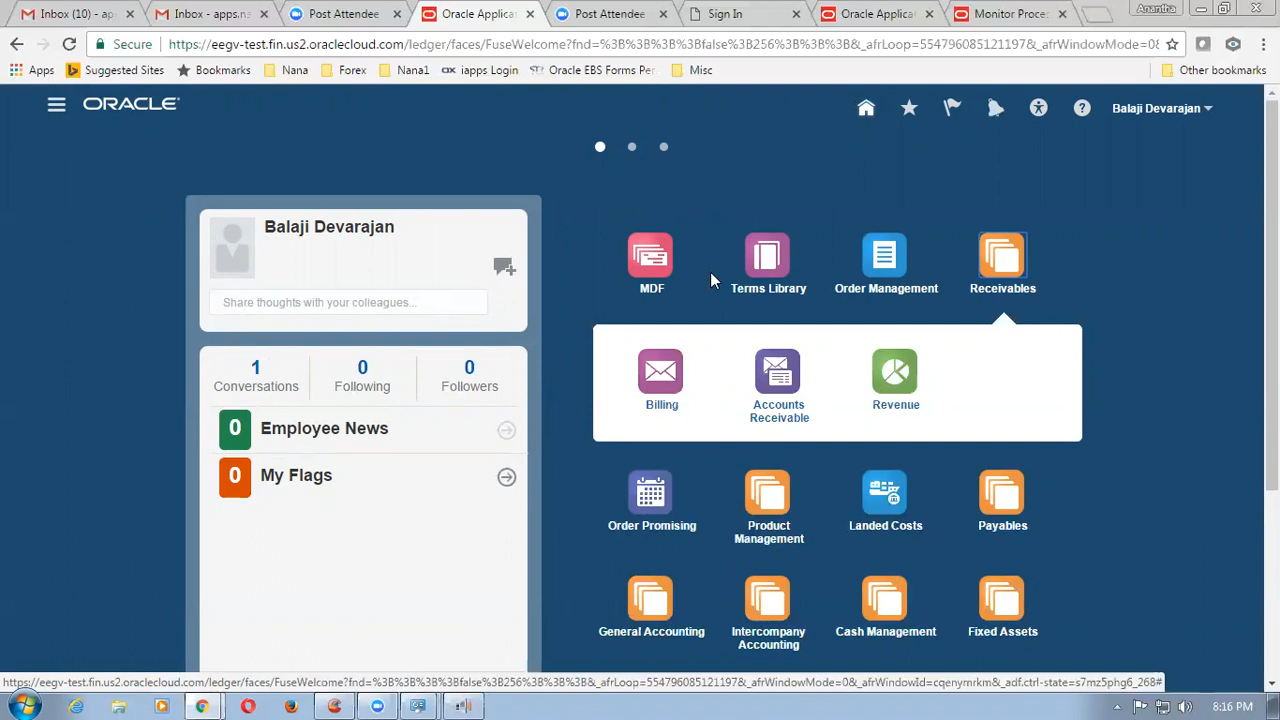 Inbox (10) - ap
Inbox - apps.n
Post Attendee
Oracle Applica
Post Attendee
Sign In
Oracle Applica
Monitor Proce
Anantha
Secure
https://eegv-test.fin.us2.oraclecloud.com/ledger/faces/FuseWelcome?fnd=%3B%3B%3B%3Bfalse%3B256%3B%3B%3B&_afrLoop=554796085121197&_afrWindowMode=0&
Apps
Suggested Sites
Bookmarks
Nana
Forex
Nana1
iapps Login
Oracle EBS Forms Per
Misc
Other bookmarks
ORACLE
Balaji Devarajan
Balaji Devarajan
Share thoughts with your colleagues...
1
0
0
Conversations
Following
Followers
0 Employee News
0 My Flags
MDF
Terms Library
Order Management
Receivables
Billing
Accounts
Receivable
Revenue
Order Promising
Product
Management
Landed Costs
Payables
General Accounting
Intercompany
Accounting
Cash Management
Fixed Assets
https://eegv-test.fin.us2.oraclecloud.com/ledger/faces/FuseWelcome?fnd=%3B%3B%3B%3Bfalse%3B256%3B%3B%3B&_afrLoop=554796085121197&_afrWindowMode=0&_afrWindowId=cqenymrkm&_adf.ctrl-state=s7mz5phg6_268#
8:16 PM